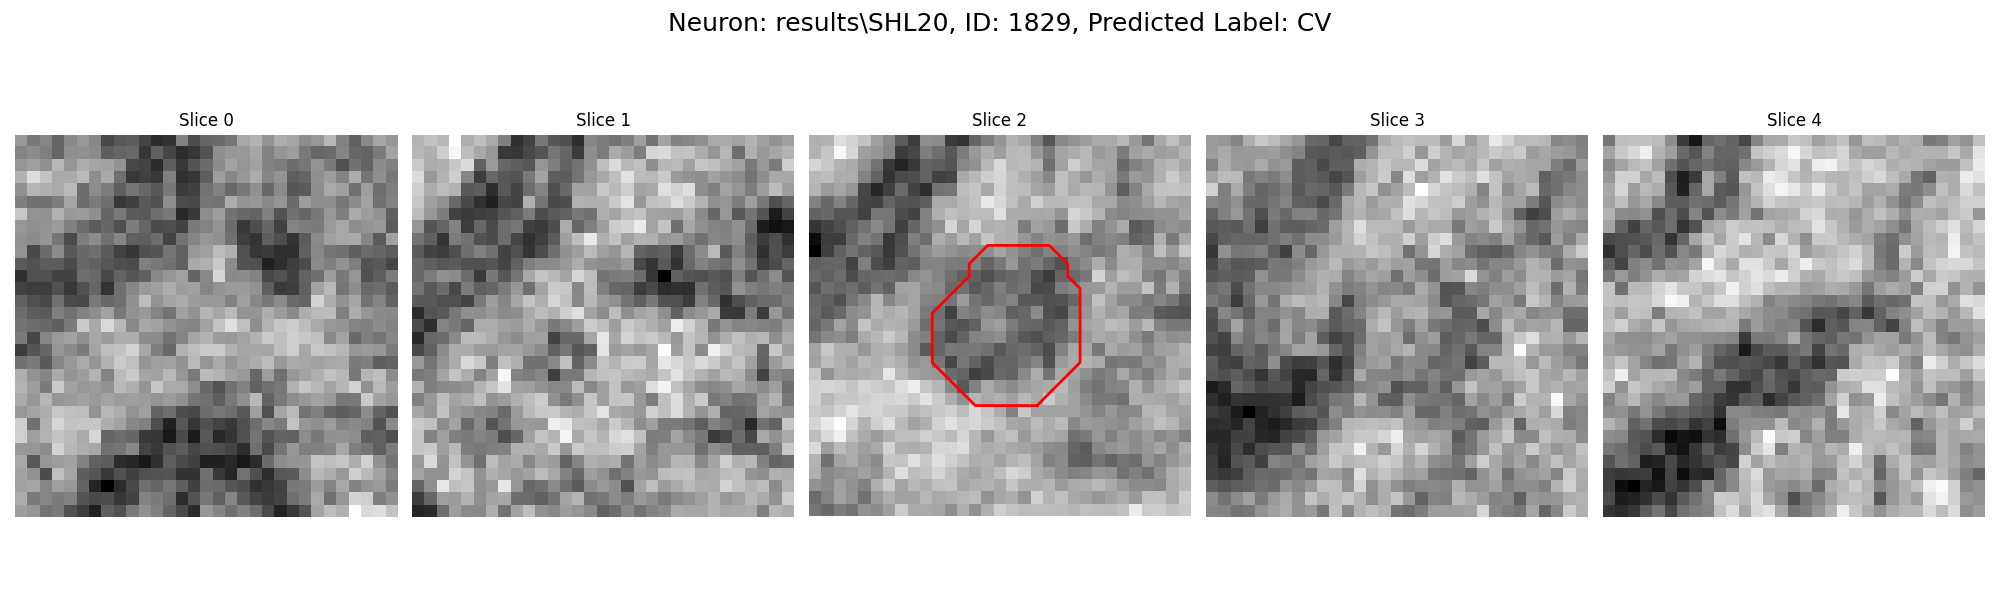 Neuron: results\SHL20, ID: 1829, Predicted Label: CV
Slice 0
Slice 1
Slice 2
Slice 3
Slice 4